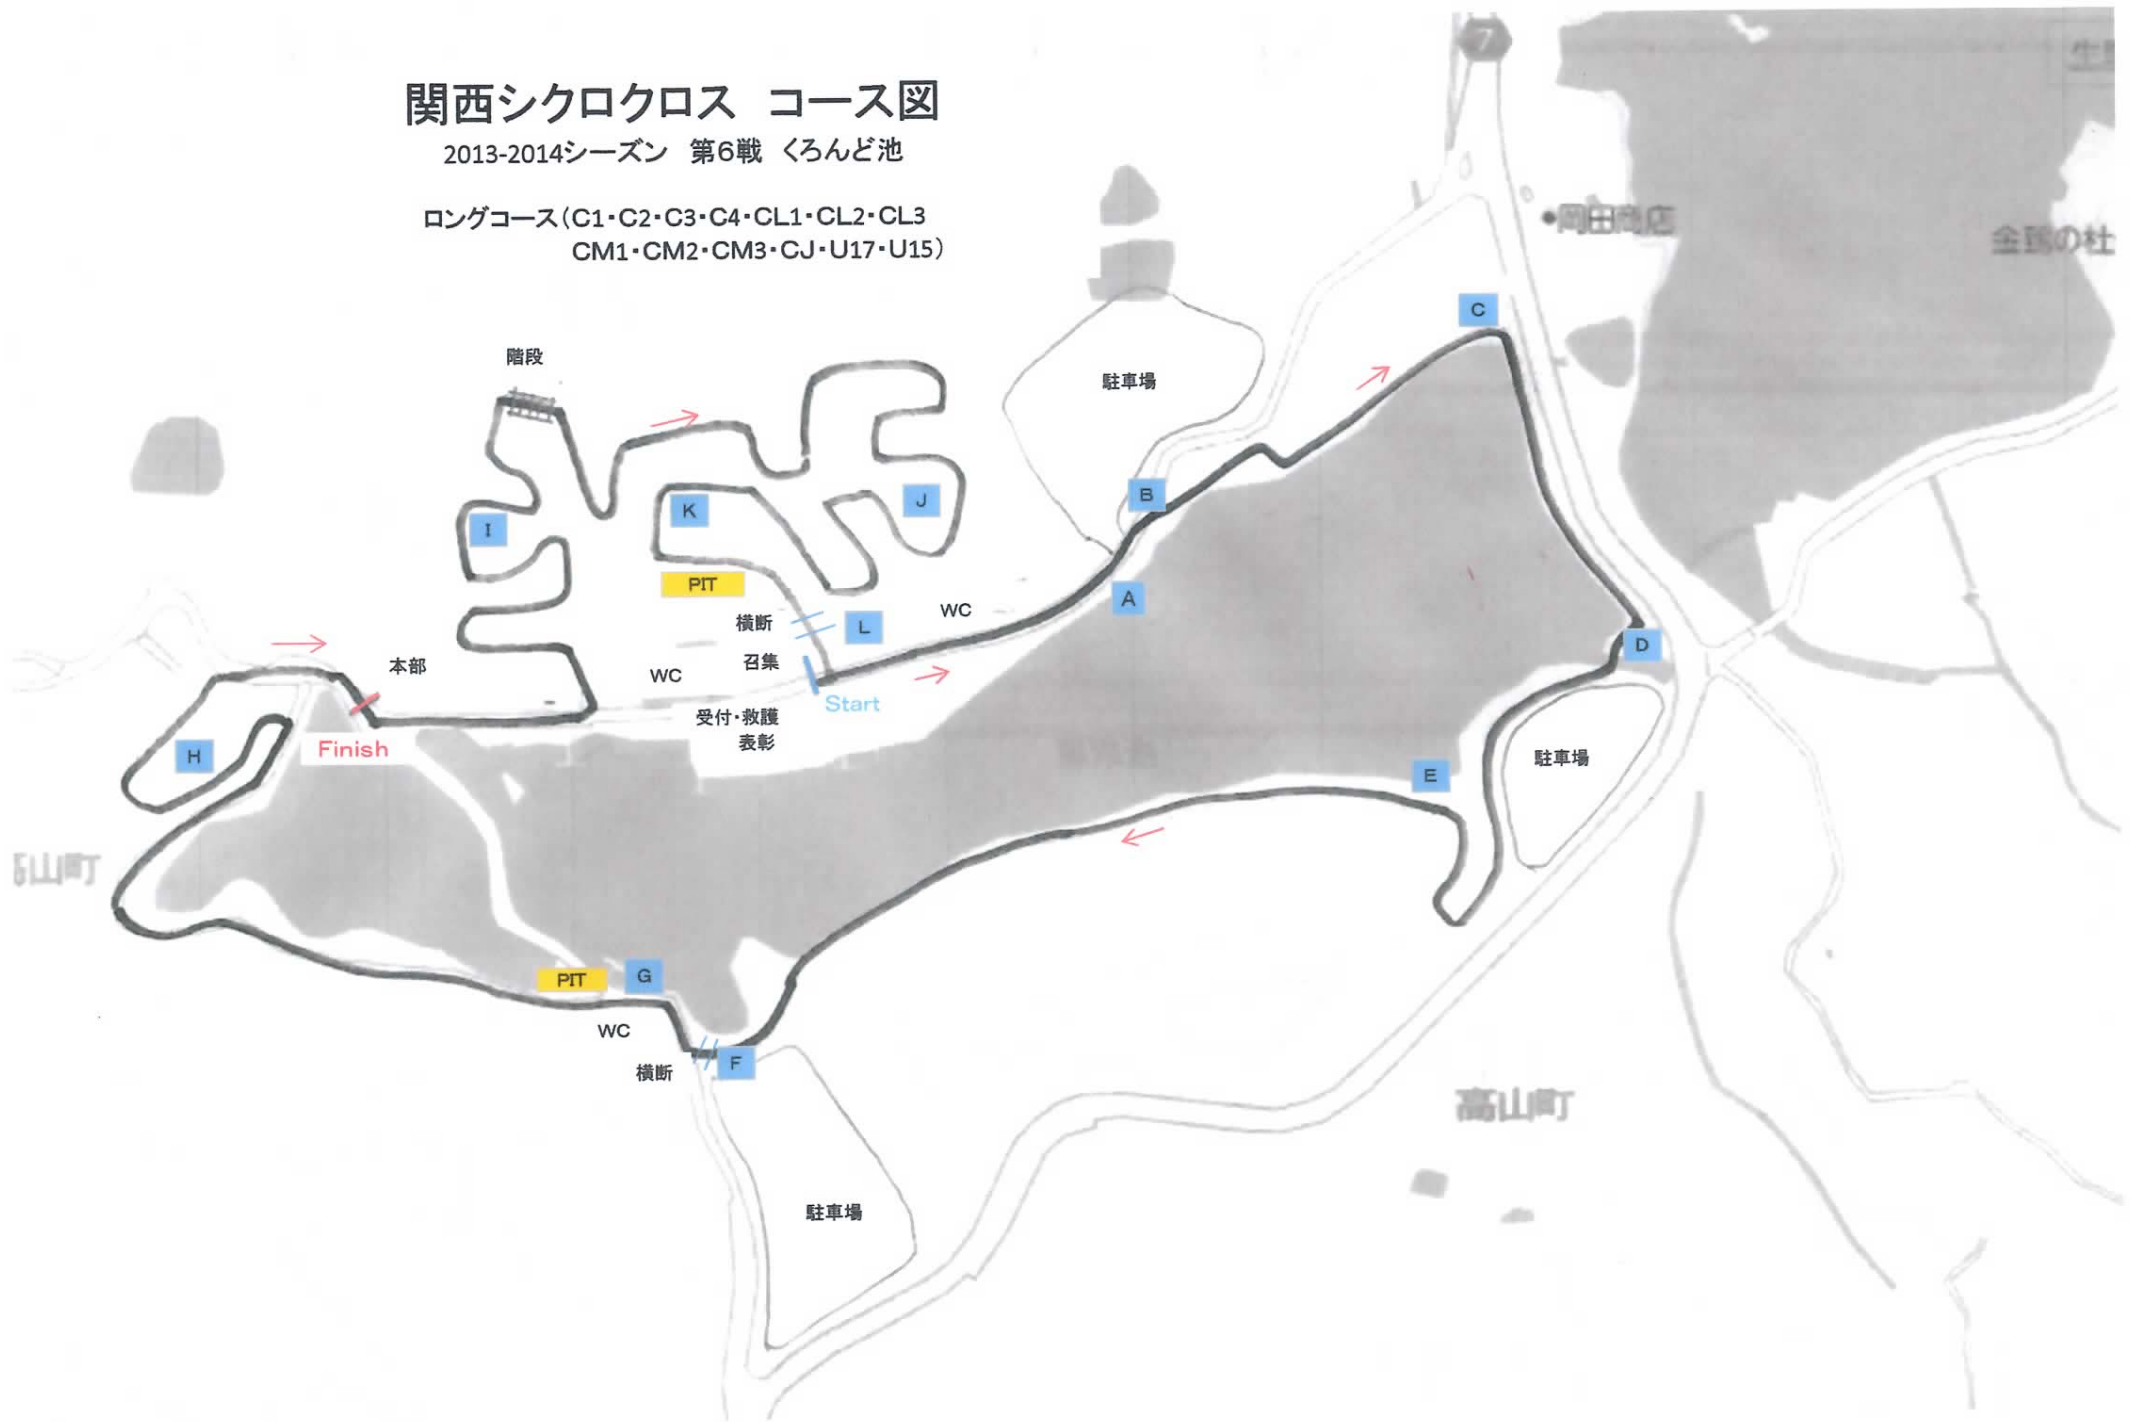 関西シクロクロス　コース図
2013-2014シーズン　第6戦　くろんど池
ロングコース（C1・C2・C3・C4・CL1・CL2・CL3
CM1・CM2・CM3・CJ・U17・U15）
7
岡田商店
C
階段
駐車場
B
J
K
I
PIT
A
横断
L
WC
D
本部
召集
WC
Start
受付・救護
表彰
Finish
H
駐車場
E
山町
PIT
G
WC
横断
F
高山町
駐車場